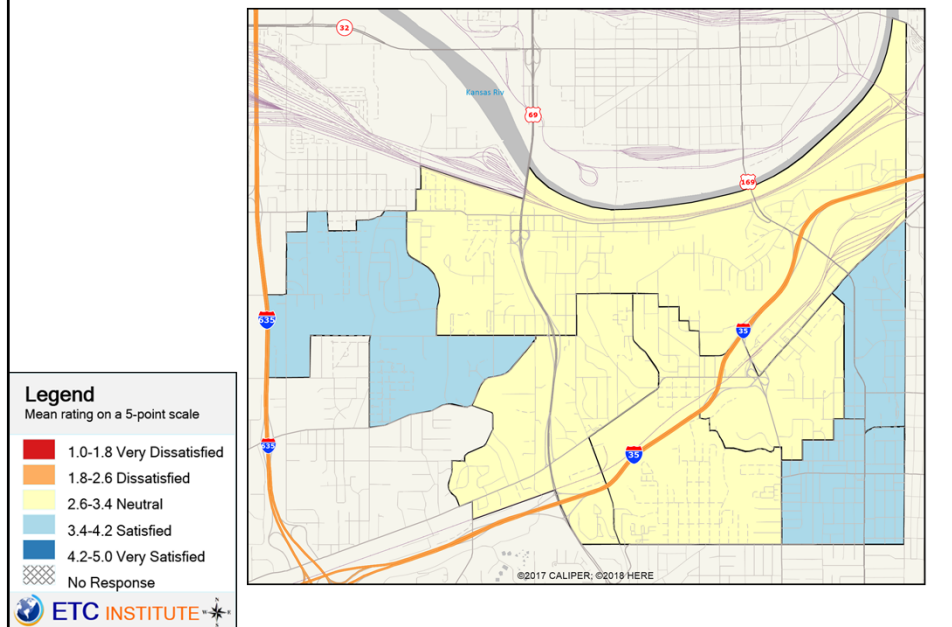 32
Kansas Riv
69
169
635
35
635
35
Legend
Mean rating on a 5-point scale
1.0-1.8 Very Dissatisfied
1.8-2.6 Dissatisfied
2.6-3.4 Neutral
3.4-4.2 Satisfied
4.2-5.0 Very Satisfied
No Response
©2017 CALIPER; ©2018 HERE
ETC INSTITUTE